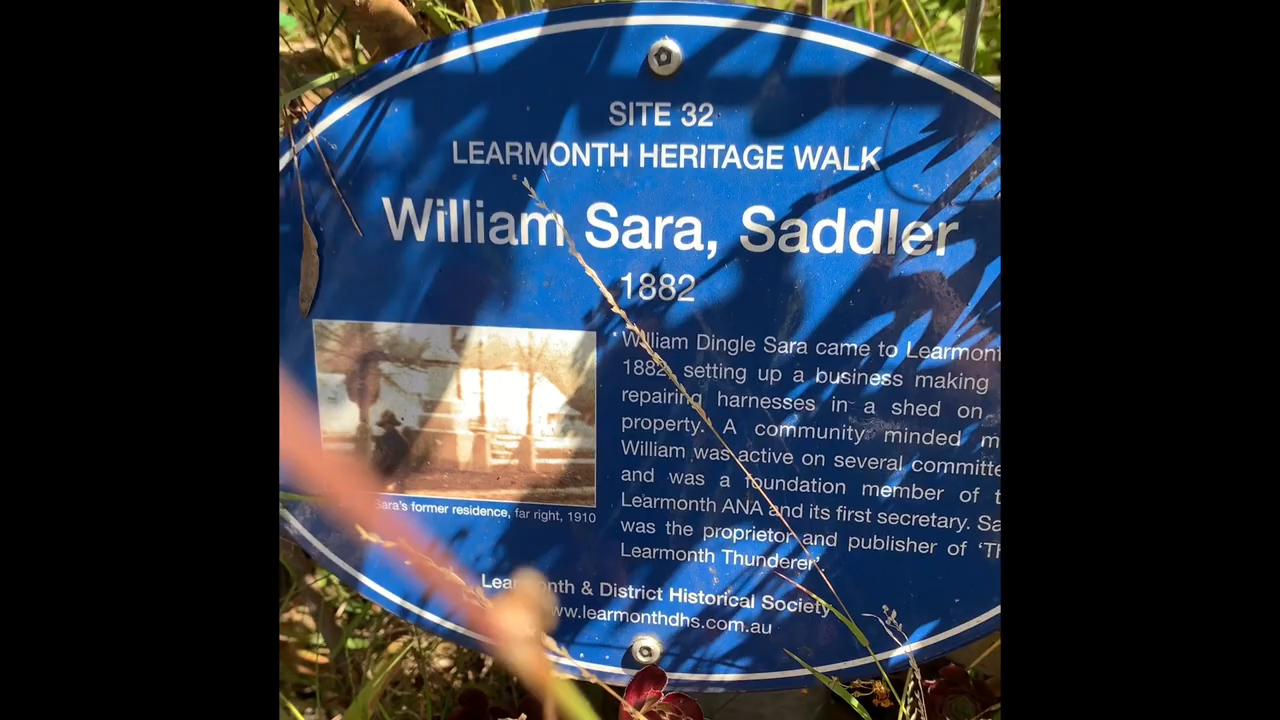 SITE 32
LEARMONTH HERITAGE WALK
William Sara, Saddler
1882
William Dingle Sara came to
1882, setting up a business making
repairing harnesses in a shed on
property. A community minded
William was active on several
and was a foundation member of
Learmonth ANA and its first secretary.
was the proprietor and publisher of
Learmonth Thunderer'.
Sara's former residence, far right, 1910
& District Historical Society
www.learmonthdhs.com.au